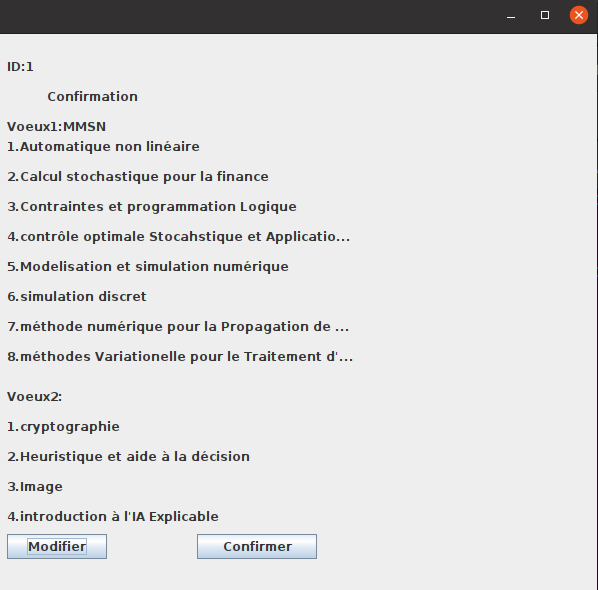 ID:1
Confirmation
Voeux1:MMSN
1.Automatique non linéaire
2.Calcul stochastique pour la finance
3.Contraintes et programmation Logique
4.contrôle optimale Stocahstique et Applicatio...
5.Modelisation et simulation numérique
6.simulation discret
7.méthode numérique pour la Propagation de ...
8.méthodes Variationelle pour le Traitement d'...
Voeux2:
1.cryptographie
2.Heuristique et aide à la décision
3.Image
4.introduction à l'IA Explicable
Modifier Confirmer